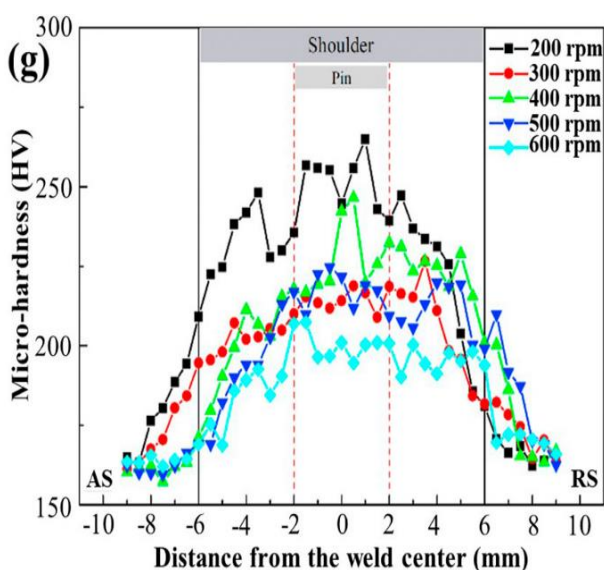 (g)
Shoulder
Pin
200 rpm
300 rpm
400 rpm
500 rpm
600 rpm
Micro-hardness (HV)
300
250
200
150
AS
RS
-10 -8 -6 -4 -2 0 2 4 6 8 10
Distance from the weld center (mm)